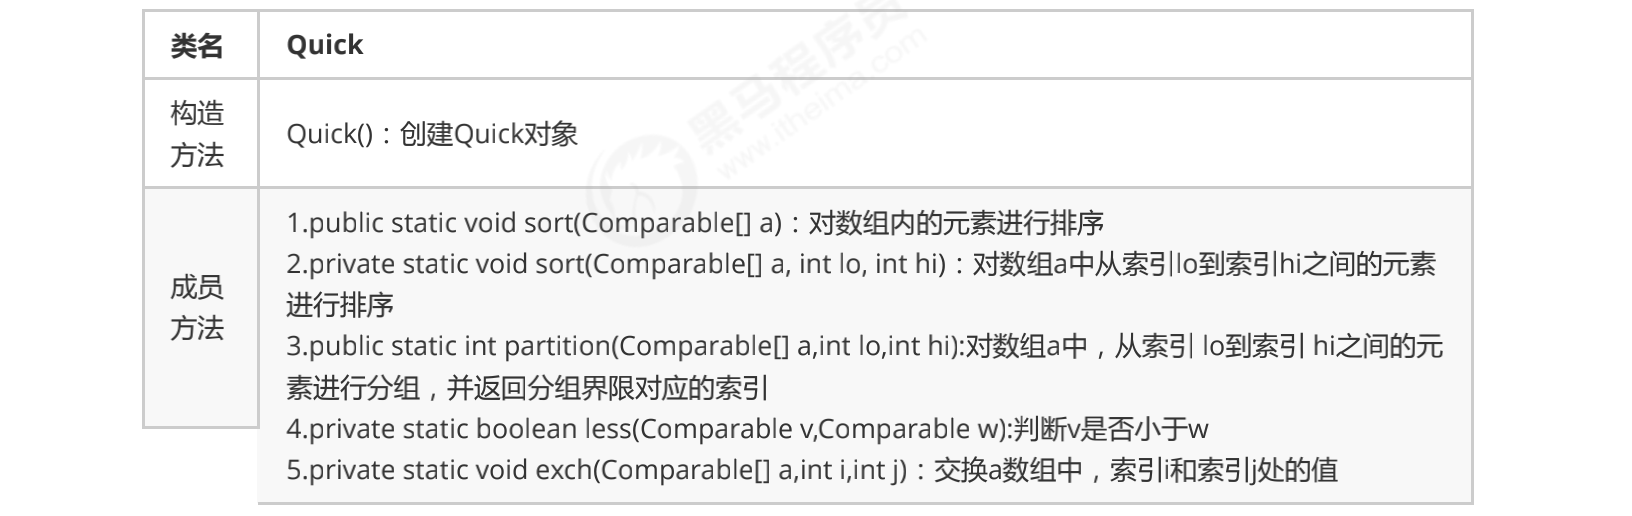 类名 Quick
构造
方法
Quick()：创建Quick对象
成员
方法
1.public static void sort(Comparable[] a)：对数组内的元素进行排序
2.private static void sort(Comparable[] a, int lo, int hi)：对数组a中从索引lo到索引hi之间的元素
进行排序
3.public static int partition(Comparable[] a,int lo,int hi):对数组a中，从索引 lo到索引 hi之间的元
素进行分组，并返回分组界限对应的索引
4.private static boolean less(Comparable v,Comparable w):判断v是否小于w
5.private static void exch(Comparable[] a,int i,int j)：交换a数组中，索引i和索引j处的值
黑马程序员
www.itheima.com